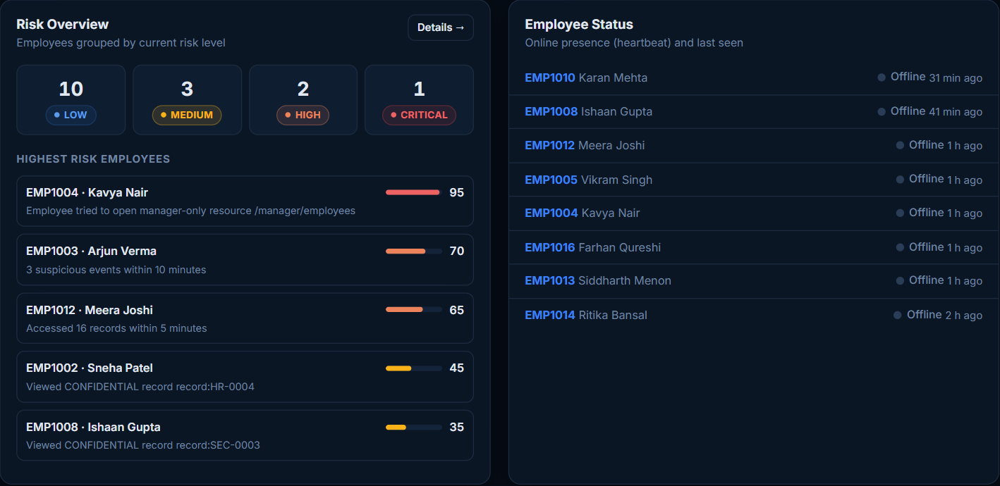 Risk Overview
Details →
Employees grouped by current risk level
10
LOW
3
MEDIUM
2
HIGH
1
CRITICAL
HIGHEST RISK EMPLOYEES
EMP1004 · Kavya Nair 95
Employee tried to open manager-only resource /manager/employees
EMP1003 · Arjun Verma 70
3 suspicious events within 10 minutes
EMP1012 · Meera Joshi 65
Accessed 16 records within 5 minutes
EMP1002 · Sneha Patel 45
Viewed CONFIDENTIAL record record:HR-0004
EMP1008 · Ishaan Gupta 35
Viewed CONFIDENTIAL record record:SEC-0003
Employee Status
Online presence (heartbeat) and last seen
EMP1010 Karan Mehta Offline 31 min ago
EMP1008 Ishaan Gupta Offline 41 min ago
EMP1012 Meera Joshi Offline 1 h ago
EMP1005 Vikram Singh Offline 1 h ago
EMP1004 Kavya Nair Offline 1 h ago
EMP1016 Farhan Qureshi Offline 1 h ago
EMP1013 Siddharth Menon Offline 1 h ago
EMP1014 Ritika Bansal Offline 2 h ago